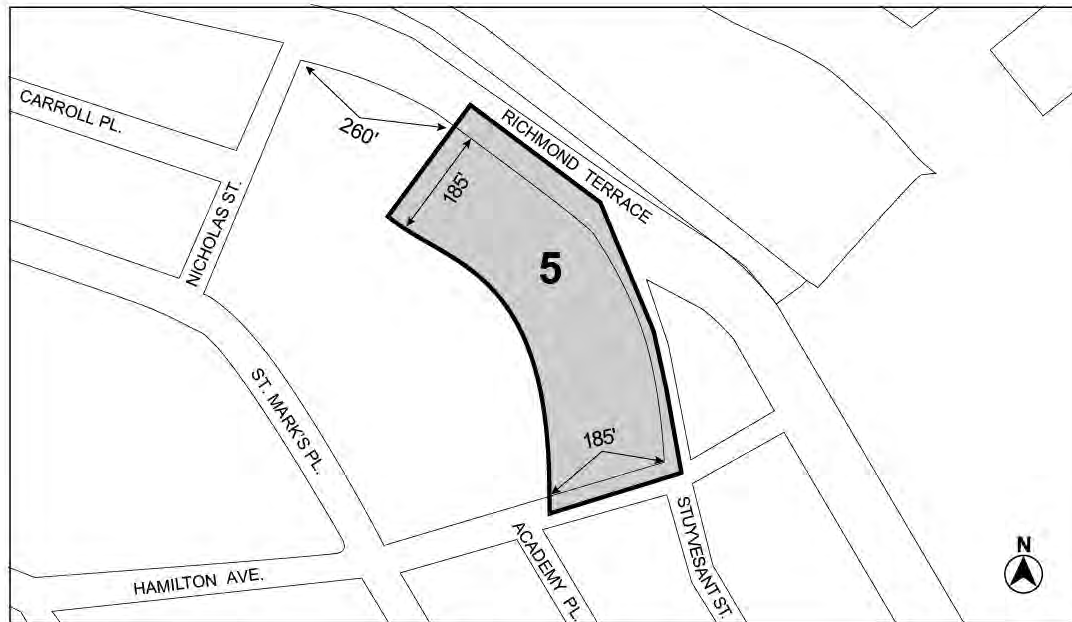 CARROLL PL.
260'
RICHMOND TERRACE
185'
NICHOLAS ST.
5
ST. MARK'S PL.
185'
HAMILTON AVE.
ACADEMY PL.
STUYVESANT ST.
N